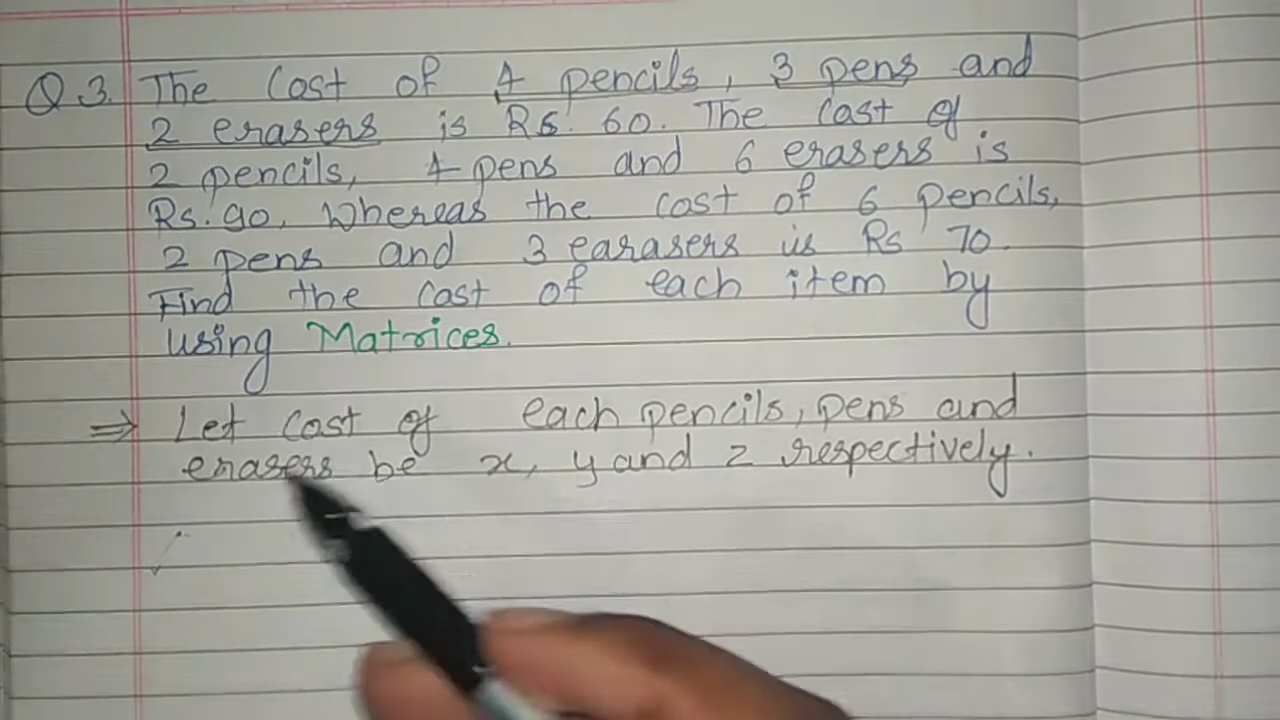 Q 3. The Cost of 4 pencils, 3 pens and
2 erasers is Rs. 60. The Cost of
2 pencils, 4 pens and 6 erasers is
Rs. 90, Whereas the cost of 6 pencils,
2 pens and 3 earasers is Rs 70.
Find the cost of each item by
using Matrices.
⇒ Let cost of each pencils, pens and
erasers be x, y and z respectively.